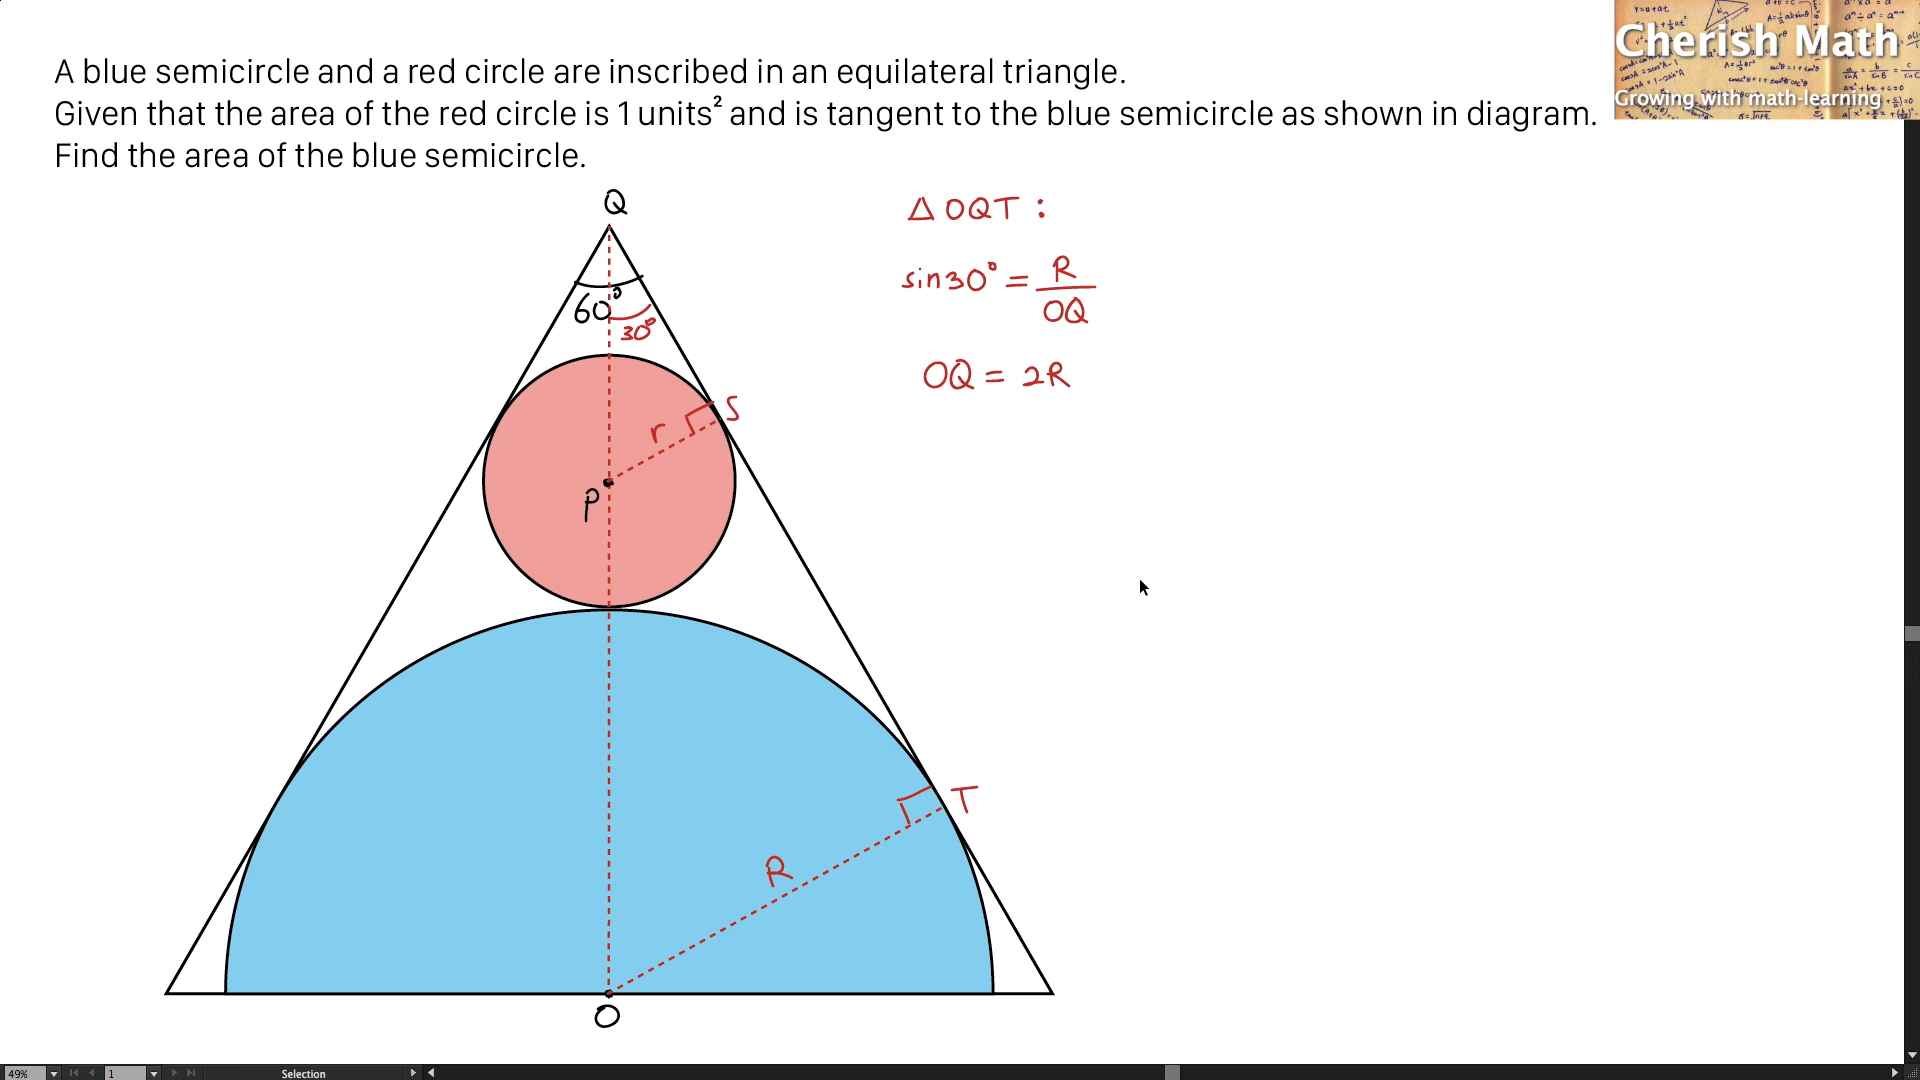 A blue semicircle and a red circle are inscribed in an equilateral triangle.
Given that the area of the red circle is 1 units² and is tangent to the blue semicircle as shown in diagram.
Find the area of the blue semicircle.
Cherish Math
Growing with math-learning
Q
△OQT :
sin30° = R
OQ
60°
30°
OQ = 2R
S
r
P
T
R
O
49%
1
Selection